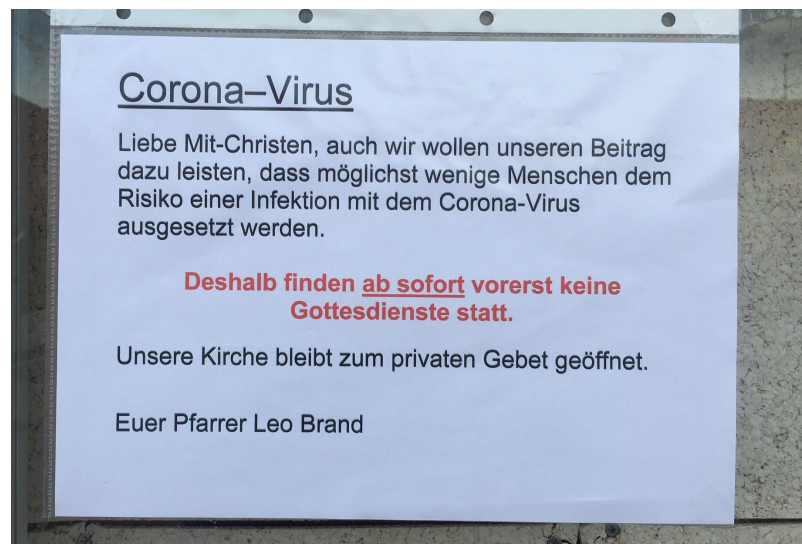 Corona–Virus
Liebe Mit-Christen, auch wir wollen unseren Beitrag
dazu leisten, dass möglichst wenige Menschen dem
Risiko einer Infektion mit dem Corona-Virus
ausgesetzt werden.
Deshalb finden ab sofort vorerst keine
Gottesdienste statt.
Unsere Kirche bleibt zum privaten Gebet geöffnet.
Euer Pfarrer Leo Brand